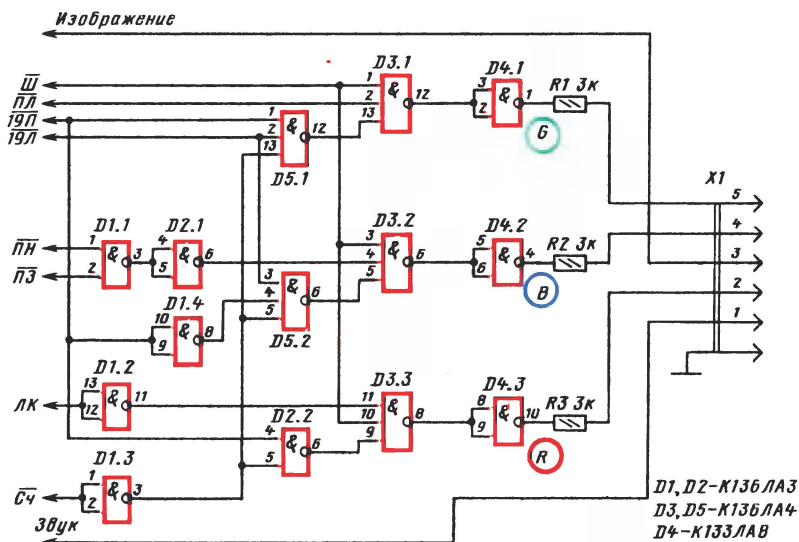 Изображение
Ш
ПЛ
19П
19Л
ПН
ПЗ
ЛК
СЧ
Звук
D1.1
&
1
2
3
D2.1
&
4
5
6
D1.4
&
10
9
8
D1.2
&
13
12
11
D1.3
&
1
2
3
D5.1
&
1
2
13
12
D5.2
&
3
4
5
6
D2.2
&
4
5
6
D3.1
&
1
2
13
12
D3.2
&
3
4
5
6
D3.3
&
11
10
9
8
D4.1
&
3
2
1
D4.2
&
5
6
4
D4.3
&
8
9
10
G
B
R
R1 3к
R2 3к
R3 3к
X1
5
4
3
2
1
D1, D2-К136ЛА3
D3, D5-К136ЛА4
D4-К133ЛА8